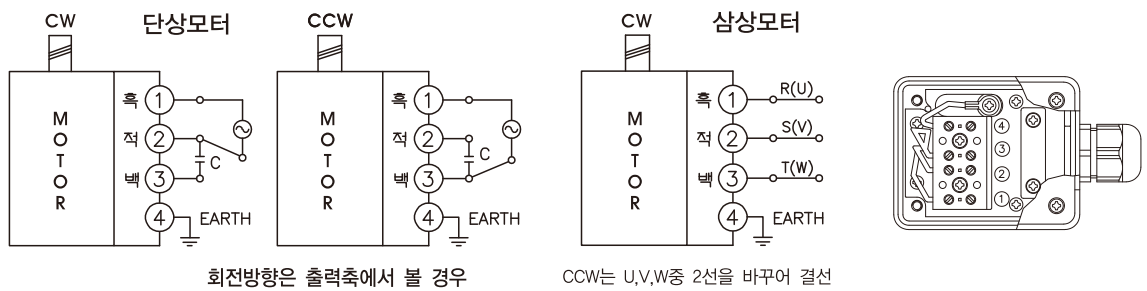 CW 단상모터 CCW CW 삼상모터
MOTOR 흑 1 MOTOR 흑 1 MOTOR 흑 1 R(U)
적 2 적 2 적 2 S(V) 4
C C 3
백 3 백 3 백 3 T(W) 2
4 EARTH 4 EARTH 4 EARTH 1
회전방향은 출력축에서 볼 경우
CCW는 U,V,W중 2선을 바꾸어 결선